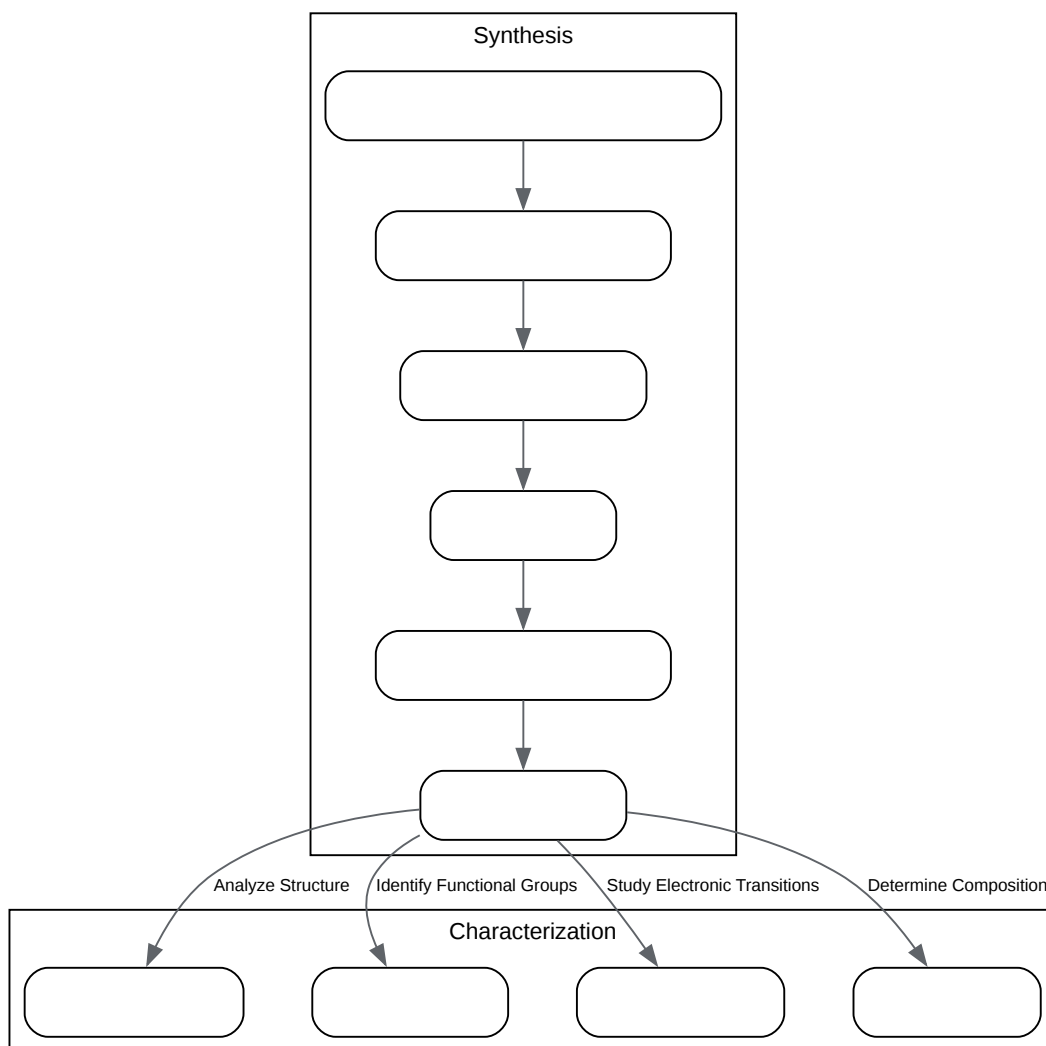 Synthesis
Analyze Structure
Identify Functional Groups
Study Electronic Transitions
Determine Composition
Characterization